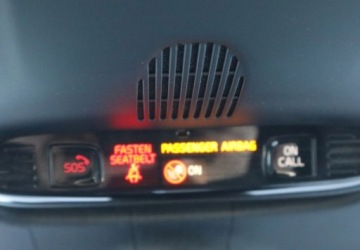 SOS
FASTEN
SEATBELT
PASSENGER AIRBAG
ON
ON
CALL